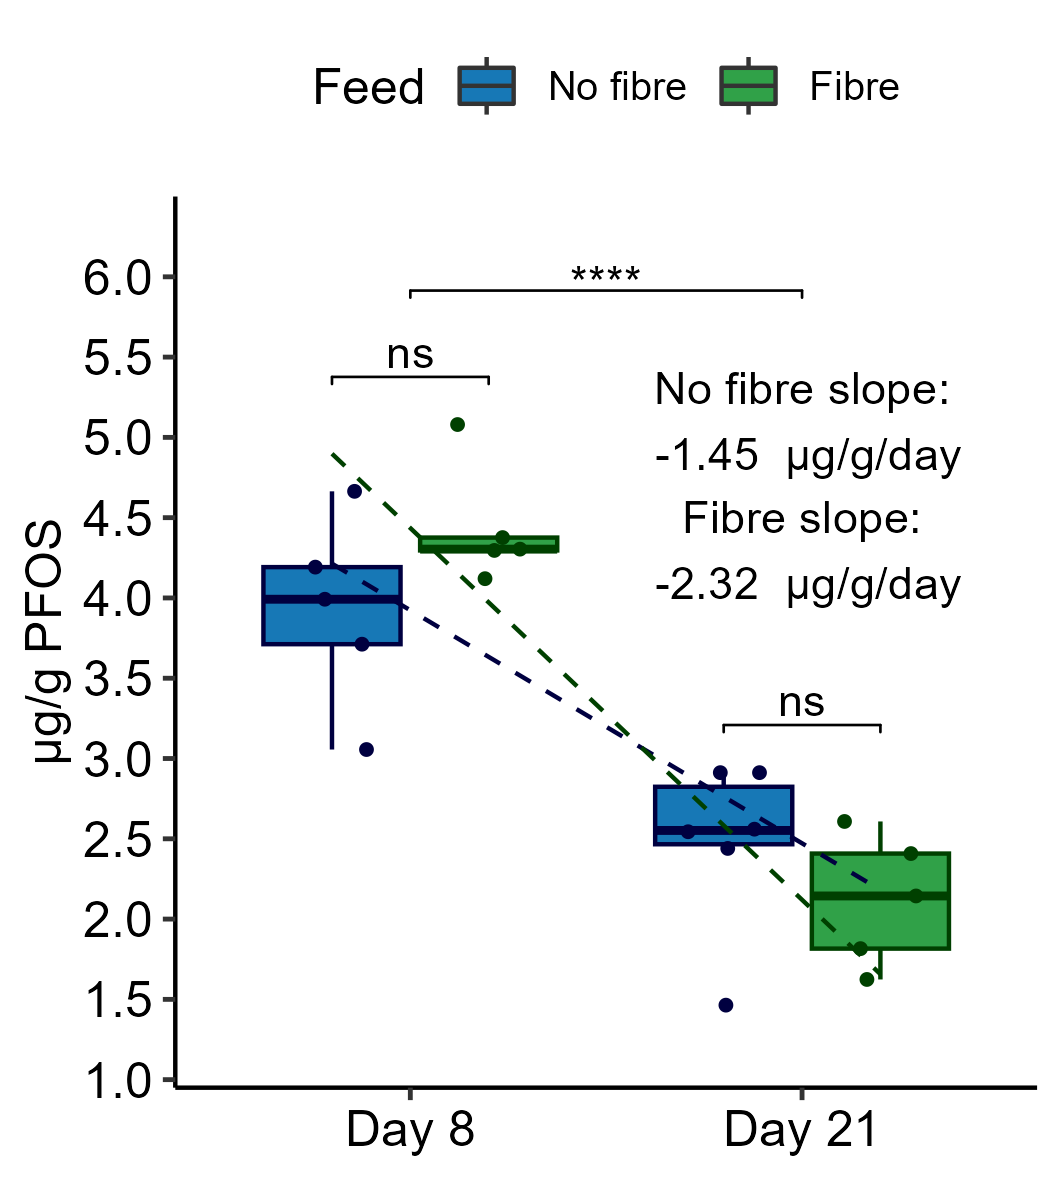 Feed No fibre Fibre
****
ns
No fibre slope:
-1.45 µg/g/day
Fibre slope:
-2.32 µg/g/day
ns
µg/g PFOS
6.0
5.5
5.0
4.5
4.0
3.5
3.0
2.5
2.0
1.5
1.0
Day 8 Day 21